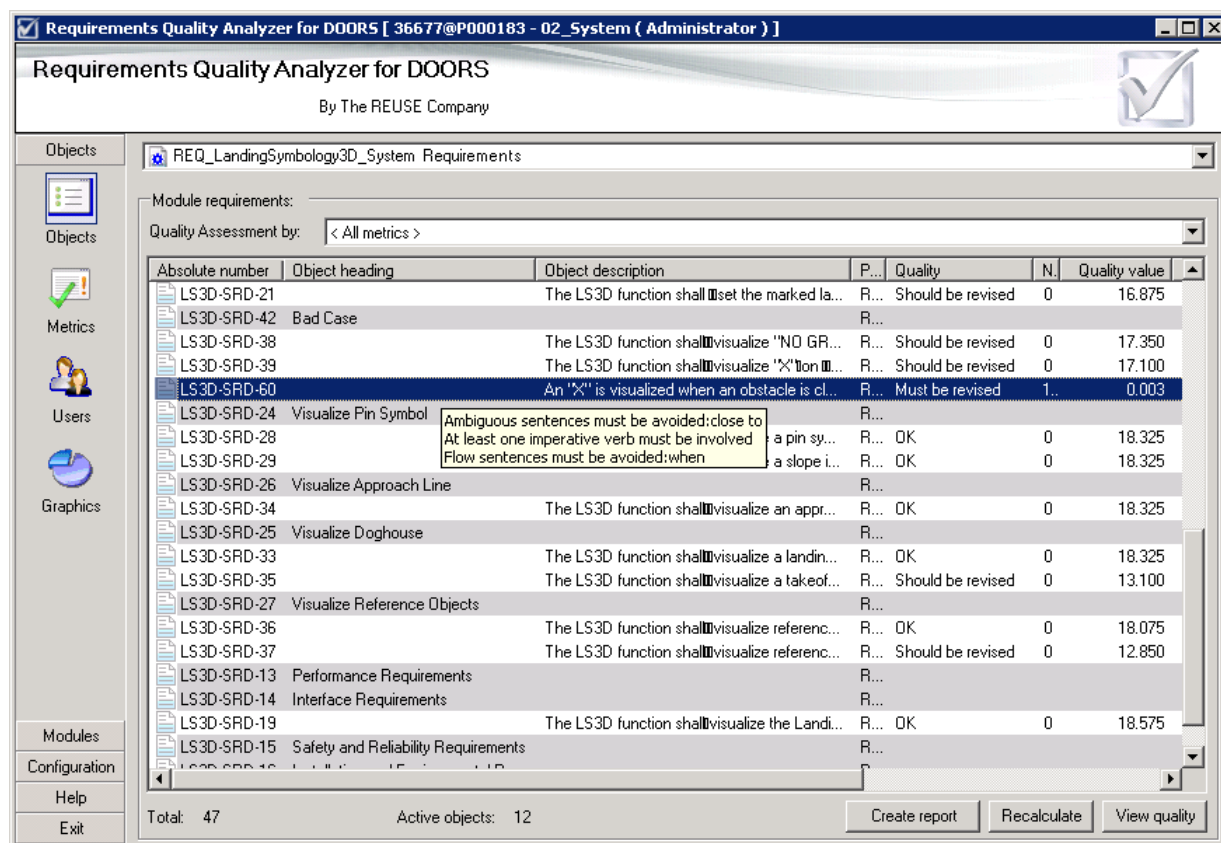 Requirements Quality Analyzer for DOORS [ 36677@P000183 - 02_System ( Administrator ) ]
Requirements Quality Analyzer for DOORS
By The REUSE Company
Objects
REQ_LandingSymbology3D_System Requirements
Objects
Metrics
Users
Graphics
Modules
Configuration
Help
Exit
Module requirements:
Quality Assessment by: < All metrics >
Absolute number Object heading Object description P... Quality N. Quality value
LS3D-SRD-21 The LS3D function shall set the marked la... R... Should be revised 0 16.875
LS3D-SRD-42 Bad Case R...
LS3D-SRD-38 The LS3D function shall visualize "NO GR... R... Should be revised 0 17.350
LS3D-SRD-39 The LS3D function shall visualize "X" on ... R... Should be revised 0 17.100
LS3D-SRD-60 An "X" is visualized when an obstacle is cl... R... Must be revised 1.. 0.003
LS3D-SRD-24 Visualize Pin Symbol R...
Ambiguous sentences must be avoided:close to
At least one imperative verb must be involved
Flow sentences must be avoided:when
LS3D-SRD-28 a pin sy... R... OK 0 18.325
LS3D-SRD-29 a slope i... R... OK 0 18.325
LS3D-SRD-26 Visualize Approach Line R...
LS3D-SRD-34 The LS3D function shall visualize an appr... R... OK 0 18.325
LS3D-SRD-25 Visualize Doghouse R...
LS3D-SRD-33 The LS3D function shall visualize a landin... R... OK 0 18.325
LS3D-SRD-35 The LS3D function shall visualize a takeof... R... Should be revised 0 13.100
LS3D-SRD-27 Visualize Reference Objects R...
LS3D-SRD-36 The LS3D function shall visualize referenc... R... OK 0 18.075
LS3D-SRD-37 The LS3D function shall visualize referenc... R... Should be revised 0 12.850
LS3D-SRD-13 Performance Requirements R...
LS3D-SRD-14 Interface Requirements R...
LS3D-SRD-19 The LS3D function shall visualize the Landi... R... OK 0 18.575
LS3D-SRD-15 Safety and Reliability Requirements R...
Total: 47 Active objects: 12 Create report Recalculate View quality